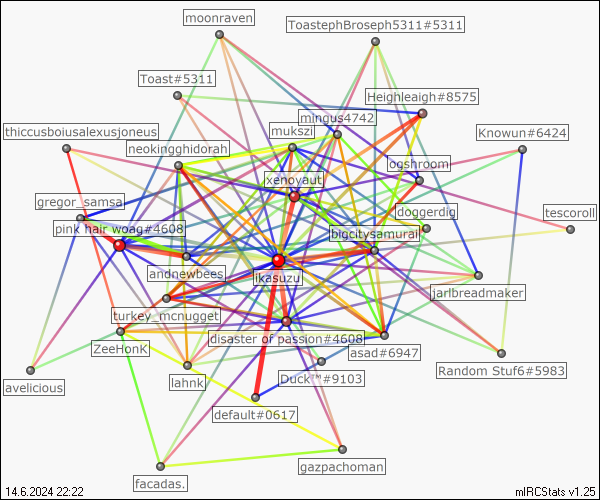 moonraven
ToastephBroseph5311#5311
Toast#5311
Heighleaigh#8575
mingus4742
thiccusboiusalexusjoneus
mukszi
Knowun#6424
neokingghidorah
ogshroom
xenoyaut
gregor_samsa
doggerdig
tescoroll
pink hair woag#4608
bigcitysamurai
andnewbees
ikasuzu
jarlbreadmaker
turkey_mcnugget
disaster of passion#4608
ZeeHonK
asad#6947
Random Stuf6#5983
Duck™#9103
avelicious
lahnk
default#0617
gazpachoman
facadas.
14.6.2024 22:22
mIRCStats v1.25